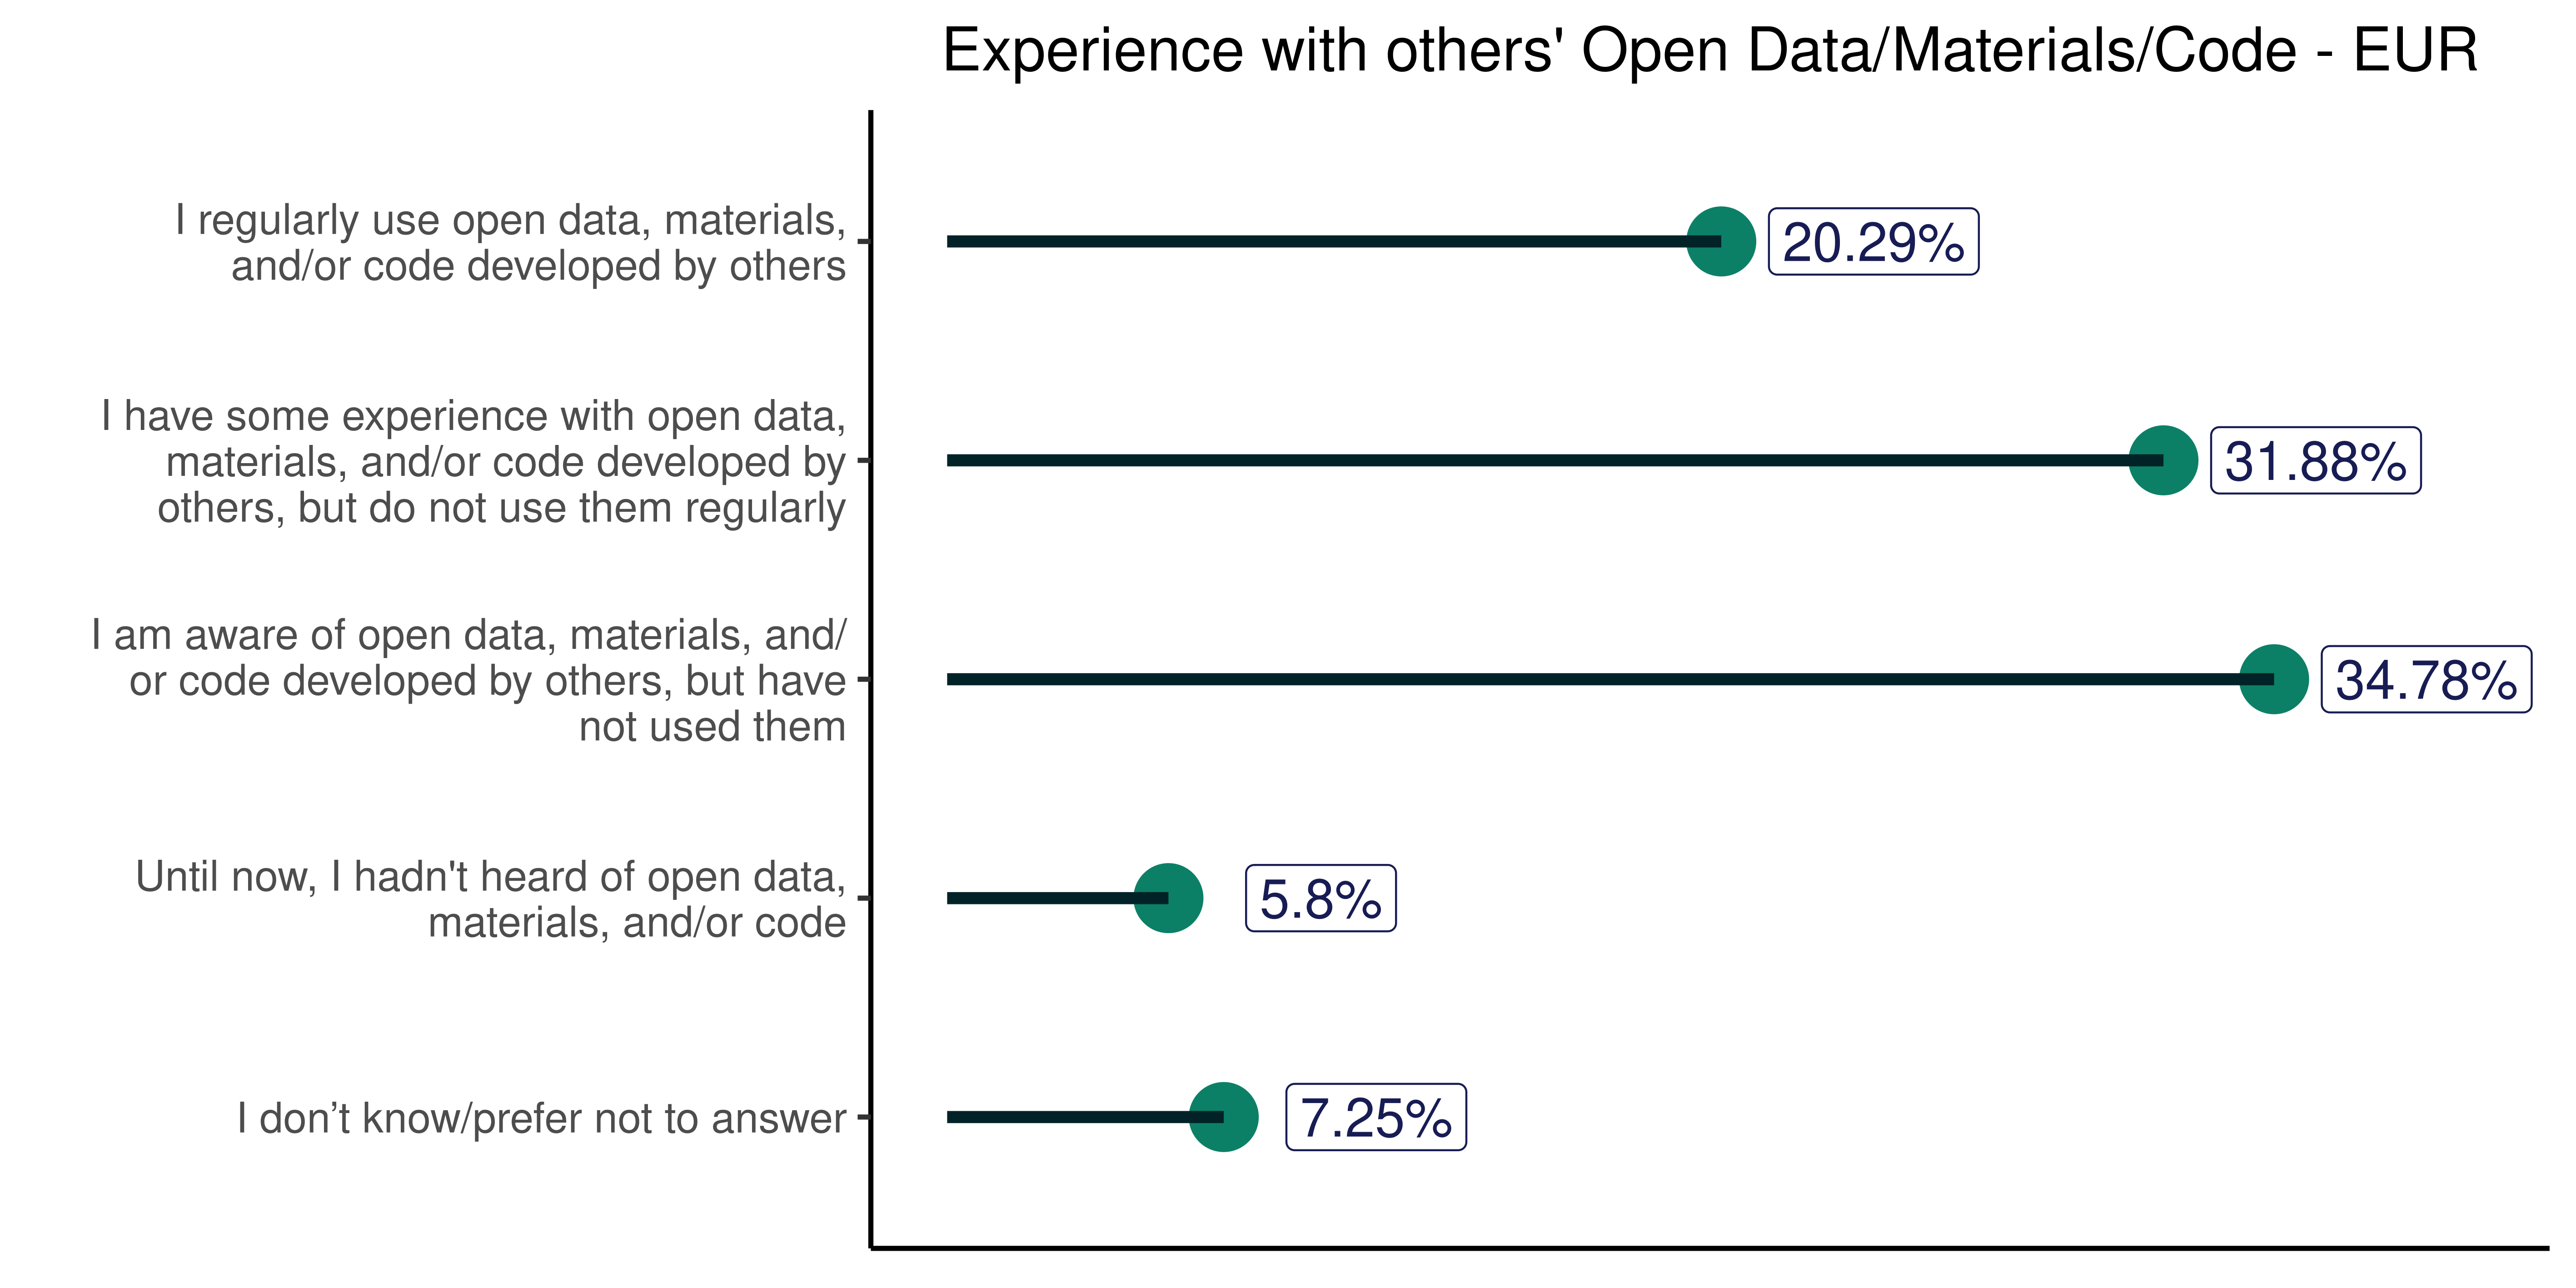 Experience with others' Open Data/Materials/Code - EUR
I regularly use open data, materials,
and/or code developed by others
20.29%
I have some experience with open data,
materials, and/or code developed by
others, but do not use them regularly
31.88%
I am aware of open data, materials, and/
or code developed by others, but have
not used them
34.78%
Until now, I hadn't heard of open data,
materials, and/or code
5.8%
I don’t know/prefer not to answer
7.25%